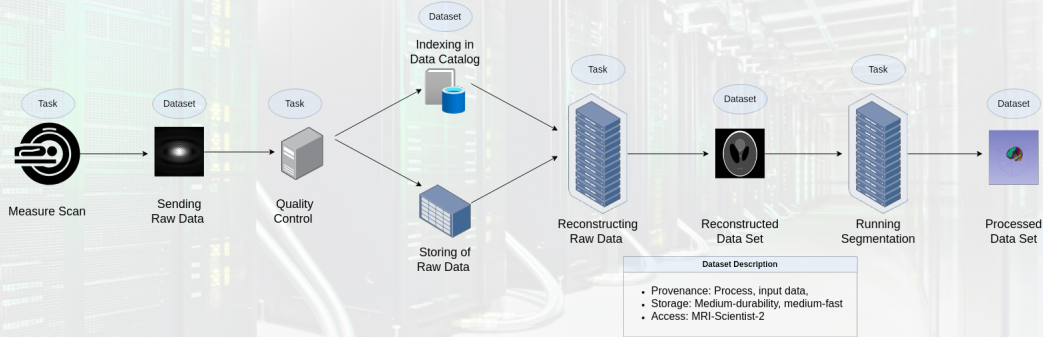 Task
Measure Scan
Dataset
Sending
Raw Data
Task
Quality
Control
Dataset
Indexing in
Data Catalog
Storing of
Raw Data
Task
Reconstructing
Raw Data
Dataset
Reconstructed
Data Set
Task
Running
Segmentation
Dataset
Processed
Data Set
Dataset Description
• Provenance: Process, input data,
• Storage: Medium-durability, medium-fast
• Access: MRI-Scientist-2